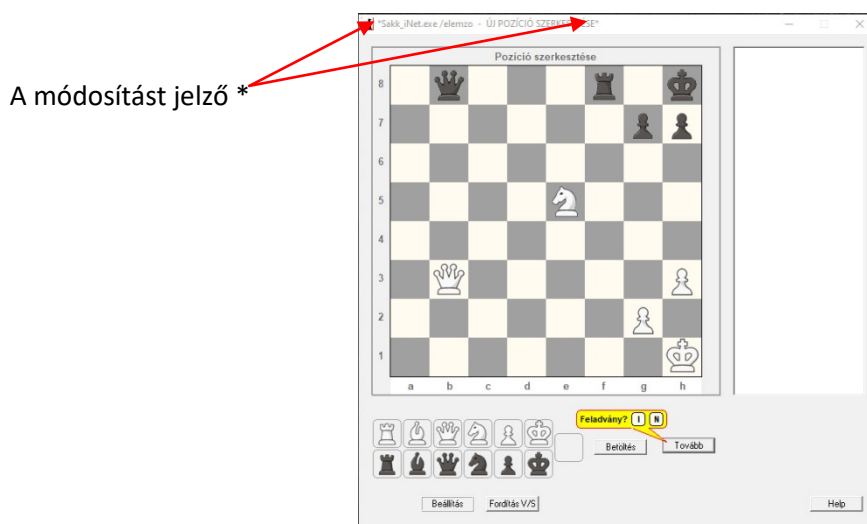 *Sakk_iNet.exe /elemzo - ÚJ POZÍCIÓ SZERKESZTÉSE*
A módosítást jelző *
Pozíció szerkesztése
8
7
6
5
4
3
2
1
a b c d e f g h
Feladvány? I N
Betöltés Tovább
Beállítás Fordítás V/S Help